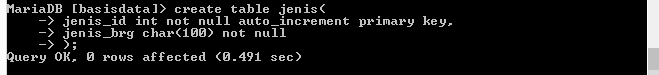 MariaDB [basisdata]> create table jenis(
    -> jenis_id int not null auto_increment primary key,
    -> jenis_brg char(100) not null
    -> );
Query OK, 0 rows affected (0.491 sec)